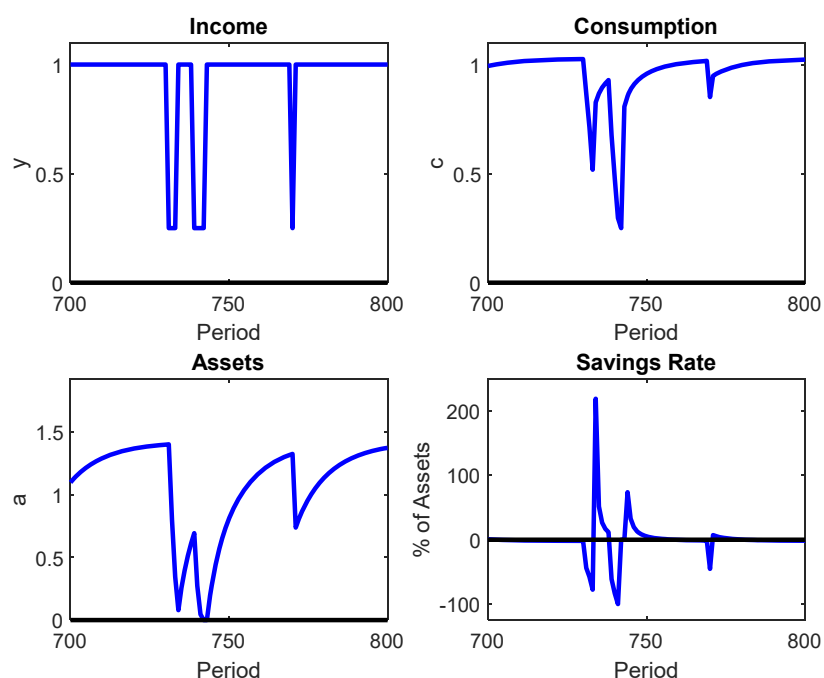 Income
1
0.5
0
y
700 750 800
Period
Consumption
1
0.5
0
c
700 750 800
Period
Assets
1.5
1
0.5
0
a
700 750 800
Period
Savings Rate
200
100
0
-100
% of Assets
700 750 800
Period